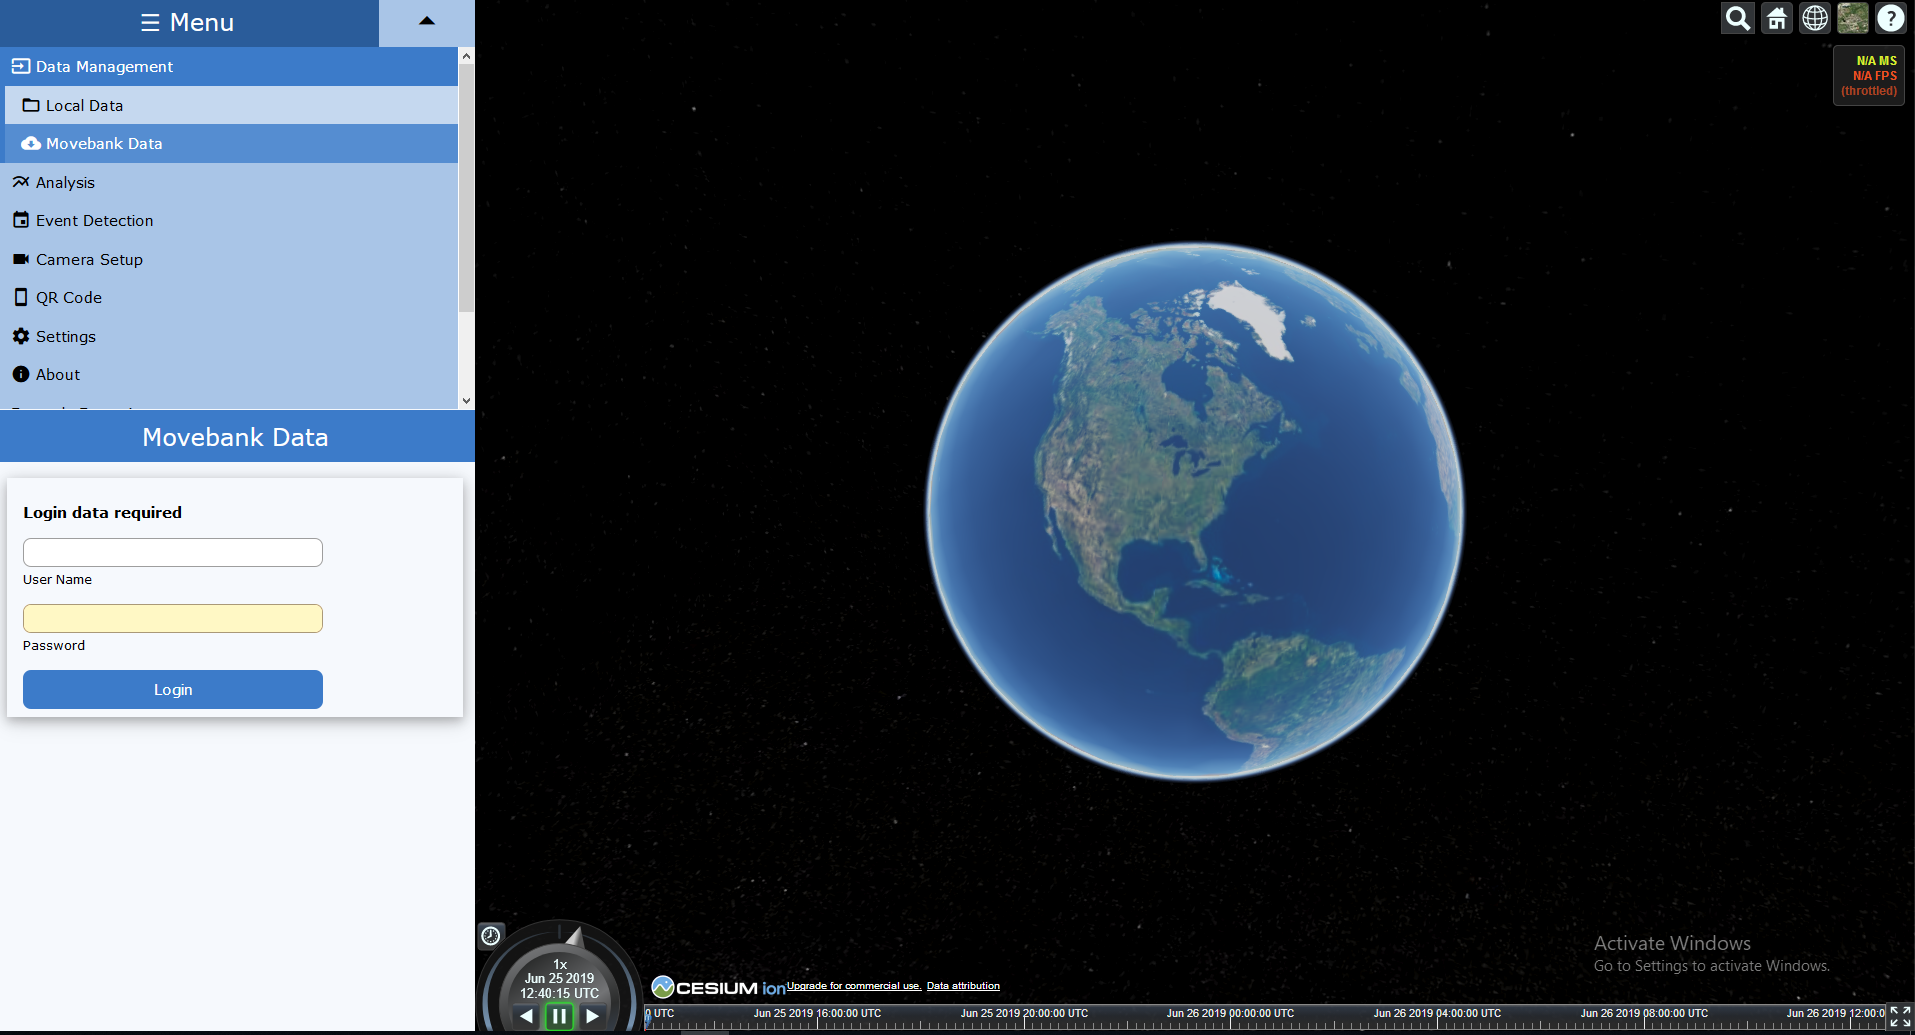 ☰ Menu
Data Management
Local Data
Movebank Data
Analysis
Event Detection
Camera Setup
QR Code
Settings
About
Movebank Data
Login data required
User Name
Password
Login
N/A MS
N/A FPS
(throttled)
1x
Jun 25 2019
12:40:15 UTC
CESIUM ion Upgrade for commercial use. Data attribution
Activate Windows
Go to Settings to activate Windows.
0 UTC Jun 25 2019 16:00:00 UTC Jun 25 2019 20:00:00 UTC Jun 26 2019 00:00:00 UTC Jun 26 2019 04:00:00 UTC Jun 26 2019 08:00:00 UTC Jun 26 2019 12:00:0